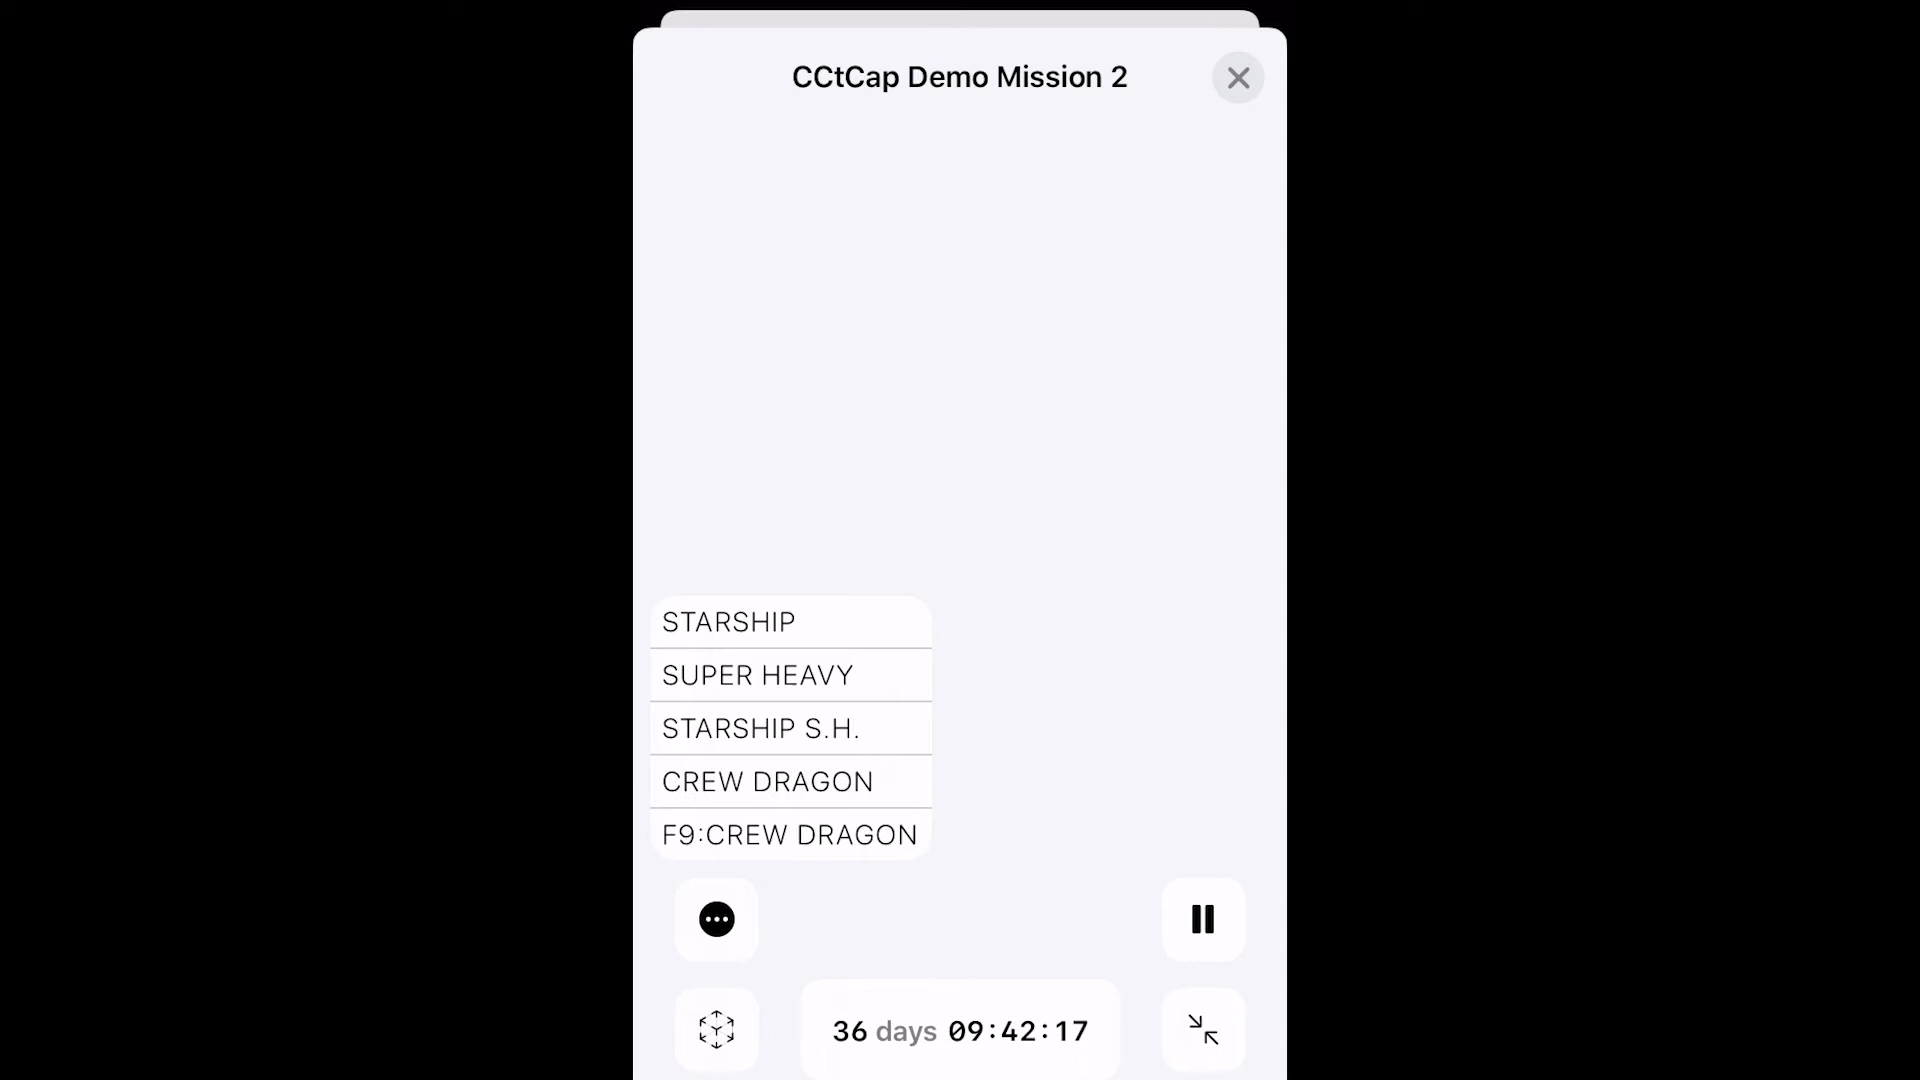 CCtCap Demo Mission 2
STARSHIP
SUPER HEAVY
STARSHIP S.H.
CREW DRAGON
F9:CREW DRAGON
36 days 09:42:17